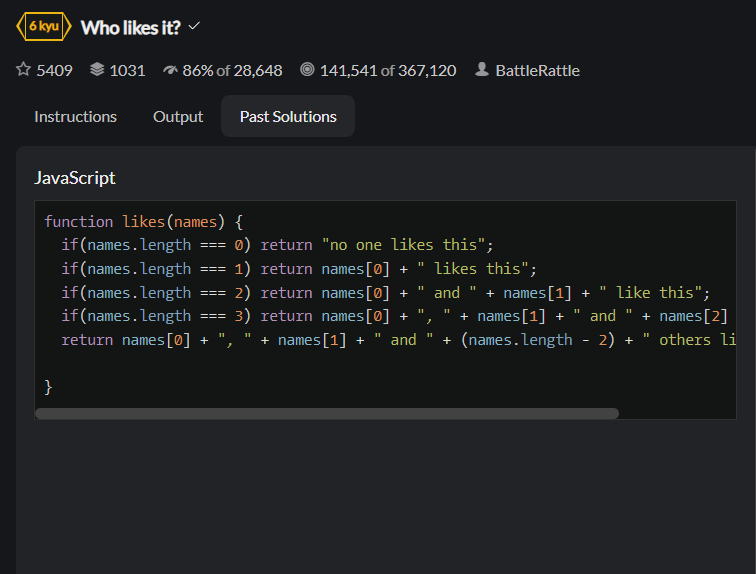 6 kyu Who likes it?
5409 1031 86% of 28,648 141,541 of 367,120 BattleRattle
Instructions Output Past Solutions
JavaScript
function likes(names) {
if(names.length === 0) return "no one likes this";
if(names.length === 1) return names[0] + " likes this";
if(names.length === 2) return names[0] + " and " + names[1] + " like this";
if(names.length === 3) return names[0] + ", " + names[1] + " and " + names[2]
return names[0] + ", " + names[1] + " and " + (names.length - 2) + " others li
}